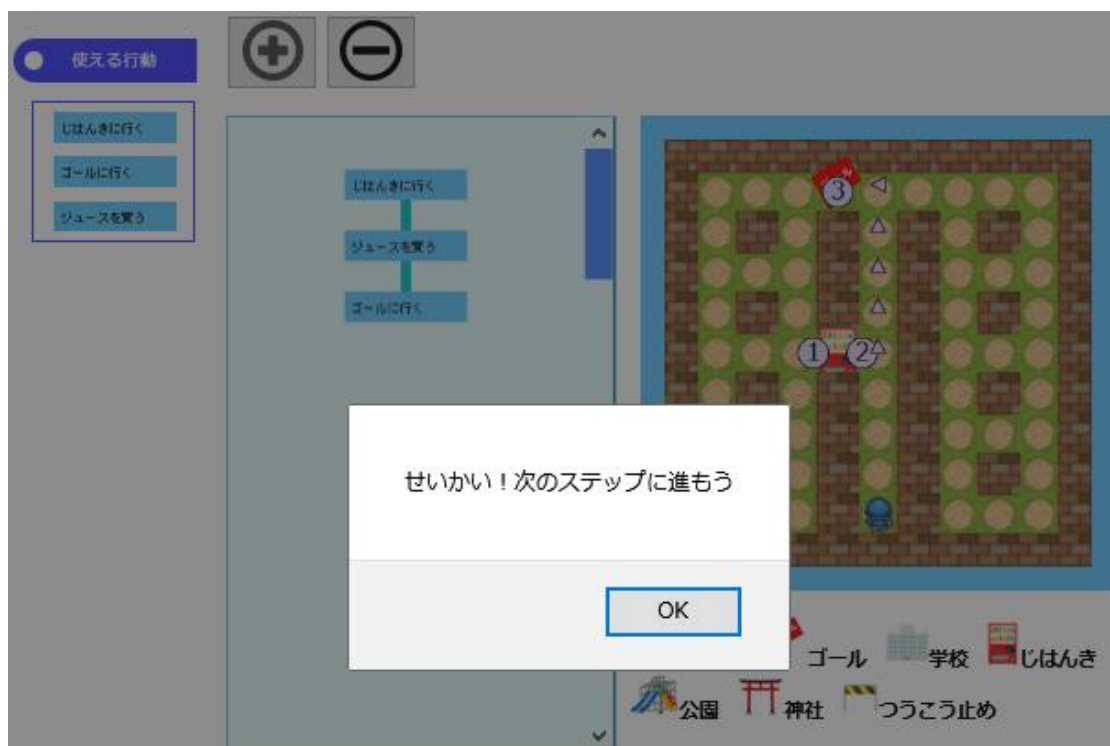 使える行動
じはんきに行く
ゴールに行く
ジュースを買う
じはんきに行く
ジュースを買う
ゴールに行く
3
1
2
せいかい！次のステップに進もう
OK
ゴール 学校 じはんき
公園 神社 つうこう止め